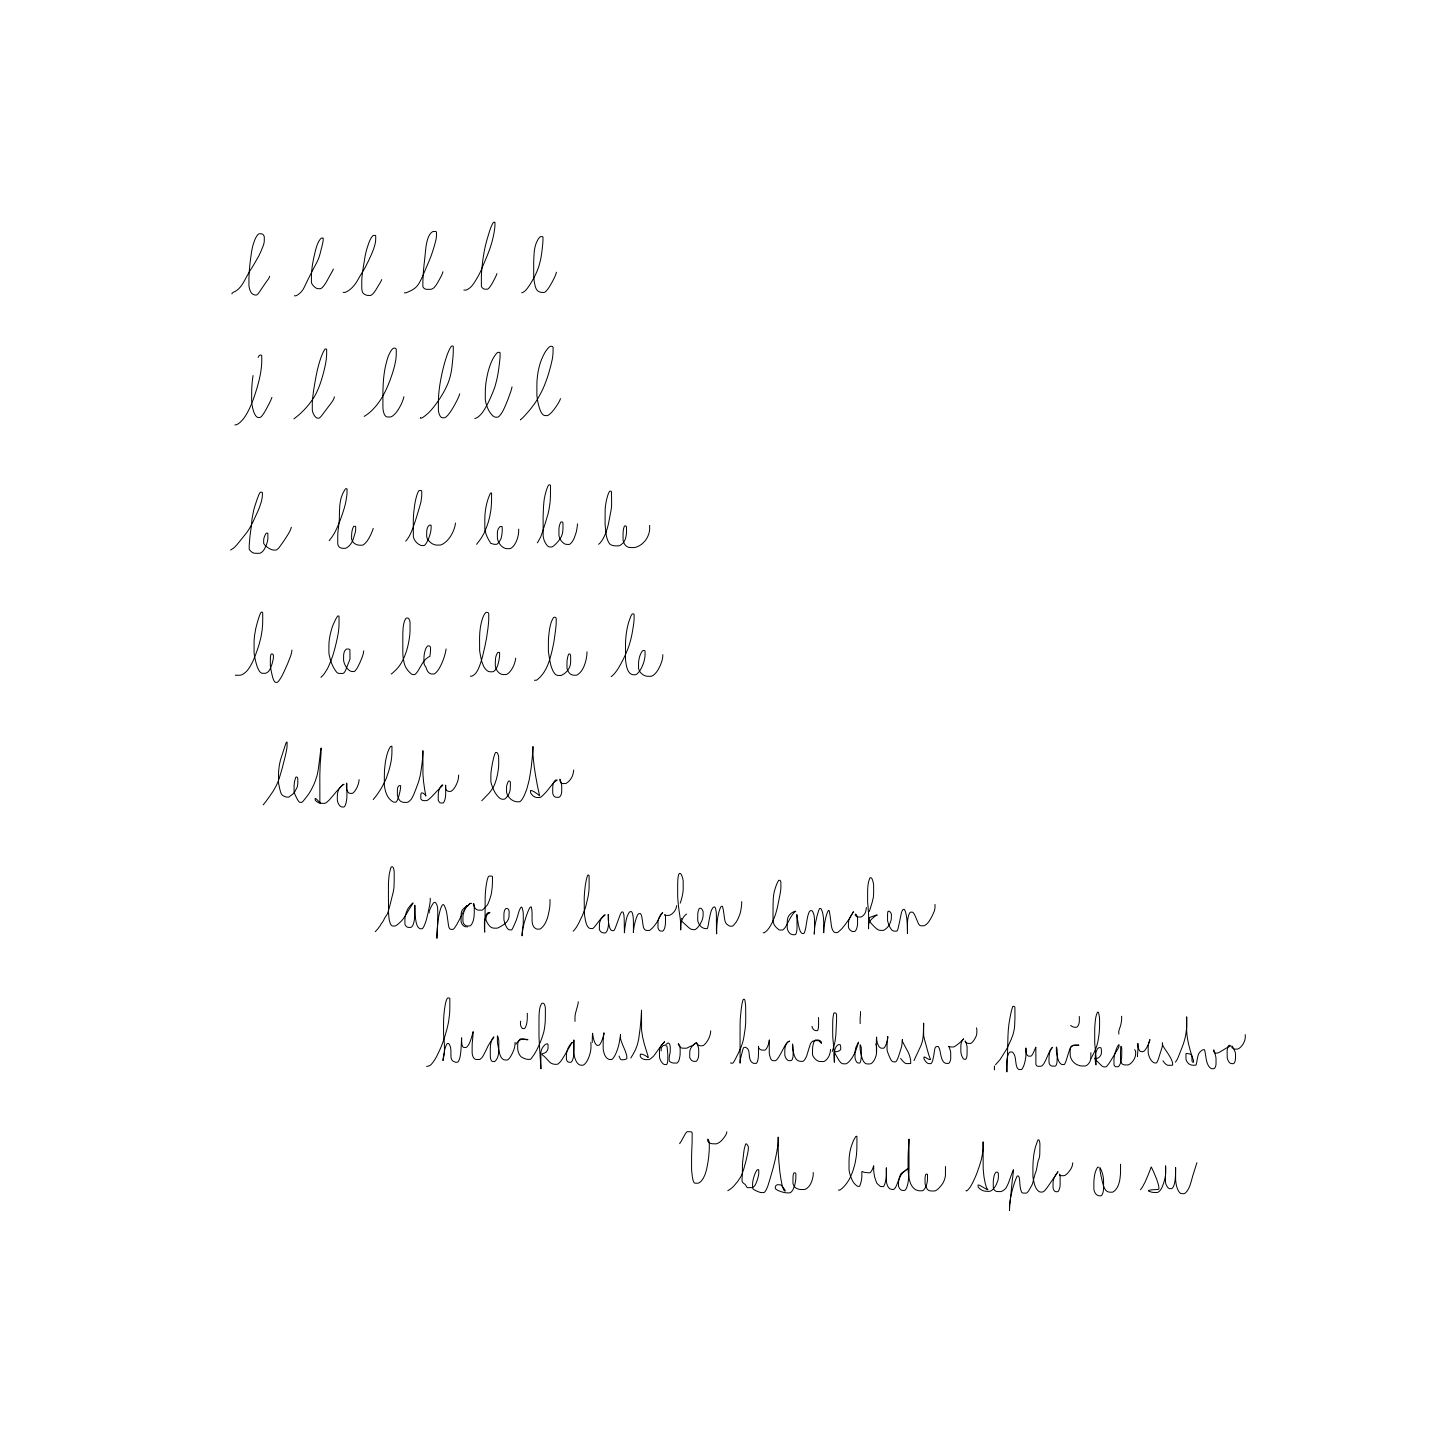 l l l l l l
l l l l l l
le le le le le le
le le le le le le
leto leto leto
lamoken lamoken lamoken
hračkárstvo hračkárstvo hračkárstvo
V lete bude teplo a su